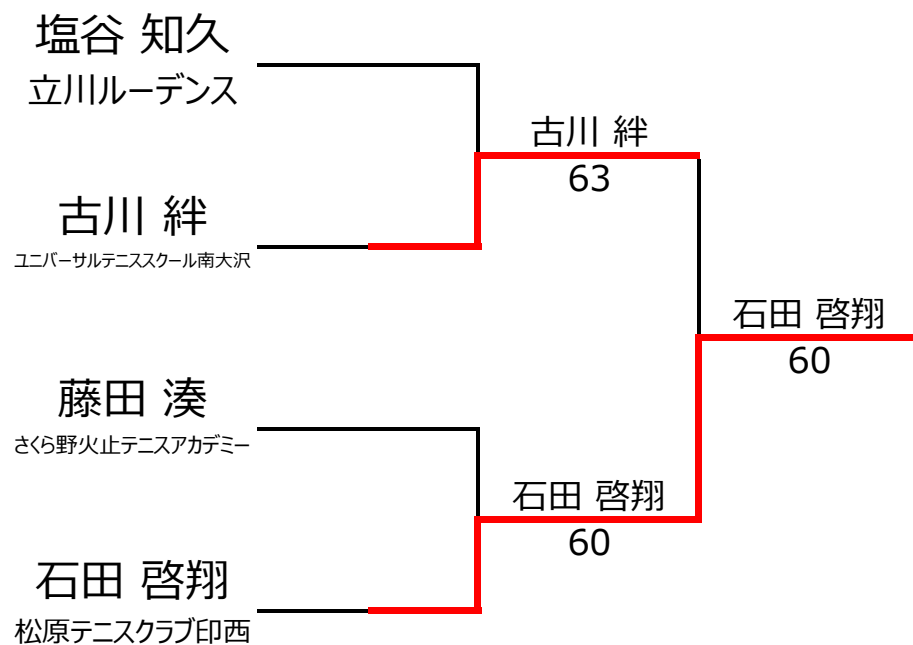 塩谷 知久
立川ルーデンス
古川 絆
63
古川 絆
ユニバーサルテニススクール南大沢
石田 啓翔
60
藤田 湊
さくら野火止テニスアカデミー
石田 啓翔
60
石田 啓翔
松原テニスクラブ印西